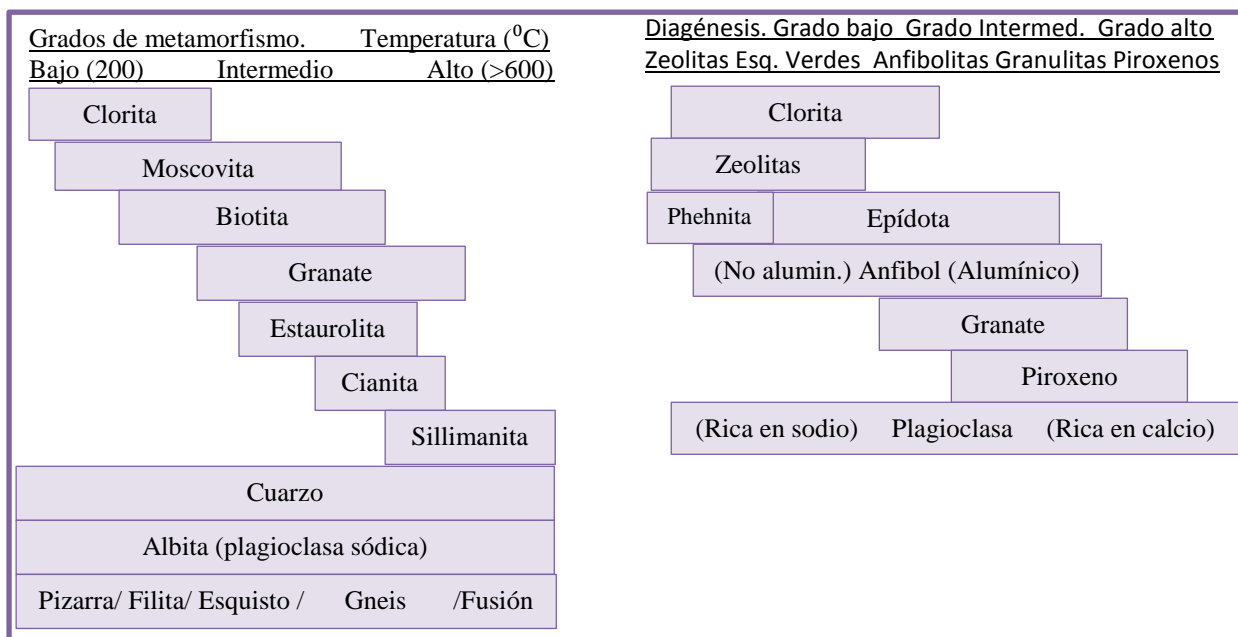 Grados de metamorfismo. Temperatura (⁰C)
Bajo (200) Intermedio Alto (>600)
Clorita
Moscovita
Biotita
Granate
Estaurolita
Cianita
Sillimanita
Cuarzo
Albita (plagioclasa sódica)
Pizarra/ Filita/ Esquisto / Gneis /Fusión
Diagénesis. Grado bajo Grado Intermed. Grado alto
Zeolitas Esq. Verdes Anfibolitas Granulitas Piroxenos
Clorita
Zeolitas
Phehnita Epídota
(No alumin.) Anfibol (Alumínico)
Granate
Piroxeno
(Rica en sodio) Plagioclasa (Rica en calcio)